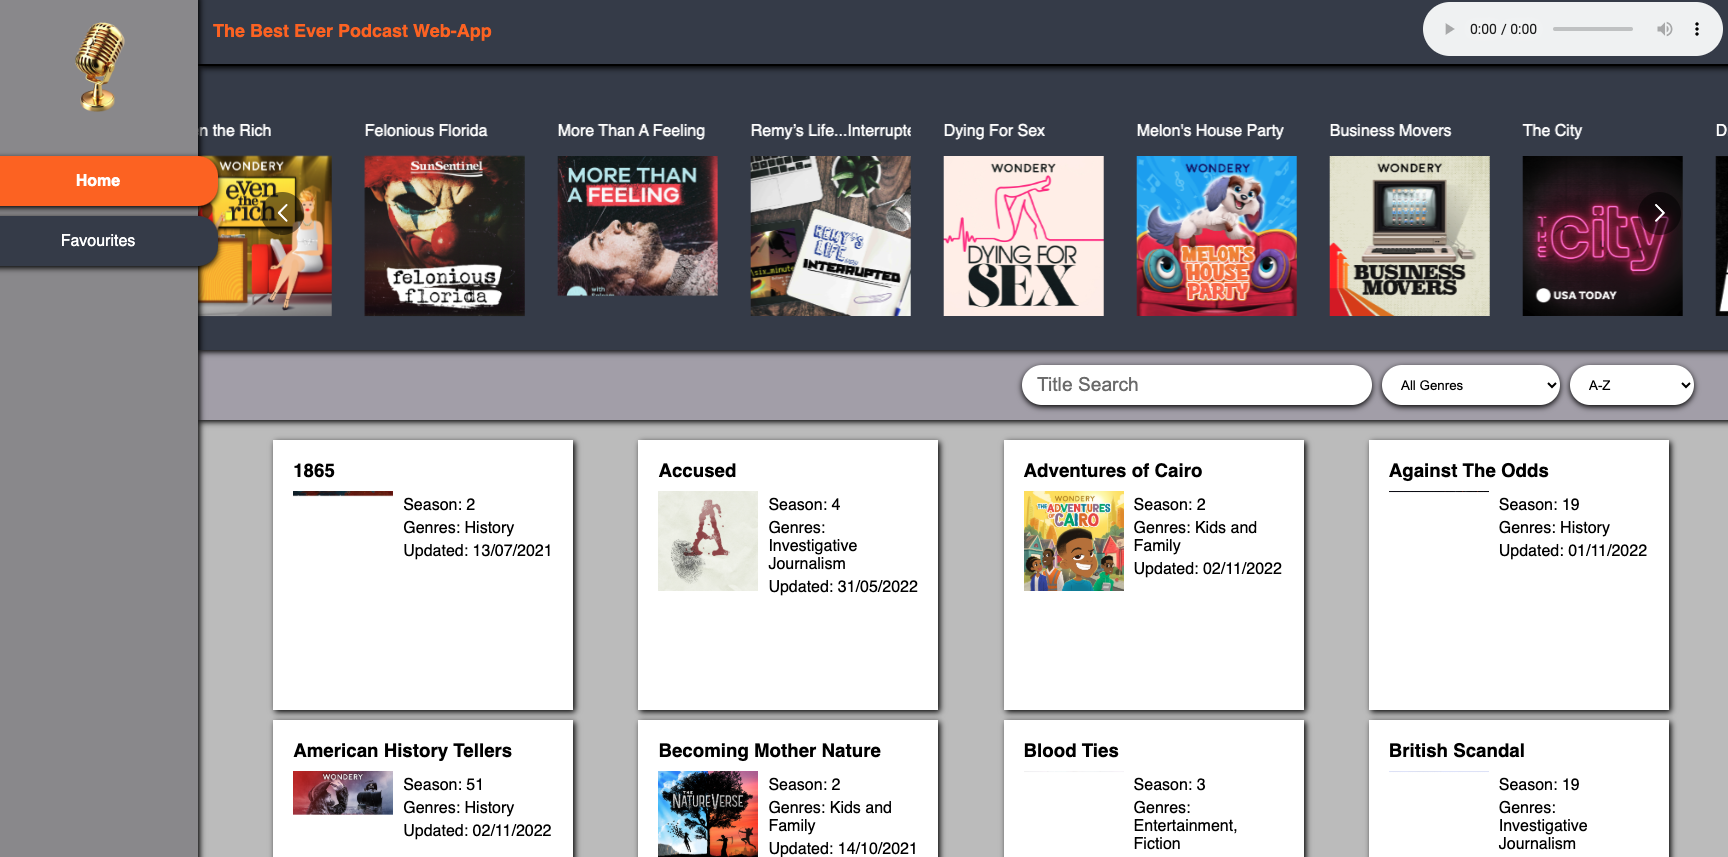 The Best Ever Podcast Web-App
0:00 / 0:00
Home
Favourites
n the Rich
Felonious Florida
More Than A Feeling
Remy's Life...Interrupte
Dying For Sex
Melon's House Party
Business Movers
The City
D
WONDERY
even
the
rich
SunSentinel
felonious
florida
MORE THAN
A FEELING
with
REMY'S
LIFE...
INTERRUPTED
WONDERY
DYING FOR
SEX
WONDERY
MELON'S
HOUSE
PARTY
WONDERY
BUSINESS
MOVERS
THE
city
USA TODAY
Title Search
All Genres
A-Z
1865
Season: 2
Genres: History
Updated: 13/07/2021
Accused
A
Season: 4
Genres:
Investigative
Journalism
Updated: 31/05/2022
Adventures of Cairo
WONDERY
THE ADVENTURES
OF CAIRO
Season: 2
Genres: Kids and
Family
Updated: 02/11/2022
Against The Odds
Season: 19
Genres: History
Updated: 01/11/2022
American History Tellers
WONDERY
Season: 51
Genres: History
Updated: 02/11/2022
Becoming Mother Nature
THE
NATUREVERSE
Season: 2
Genres: Kids and
Family
Updated: 14/10/2021
Blood Ties
Season: 3
Genres:
Entertainment,
Fiction
British Scandal
Season: 19
Genres:
Investigative
Journalism